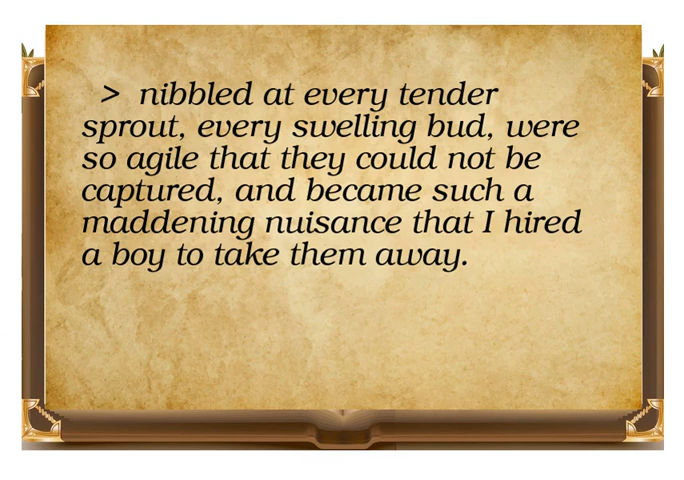 > nibbled at every tender
sprout, every swelling bud, were
so agile that they could not be
captured, and became such a
maddening nuisance that I hired
a boy to take them away.